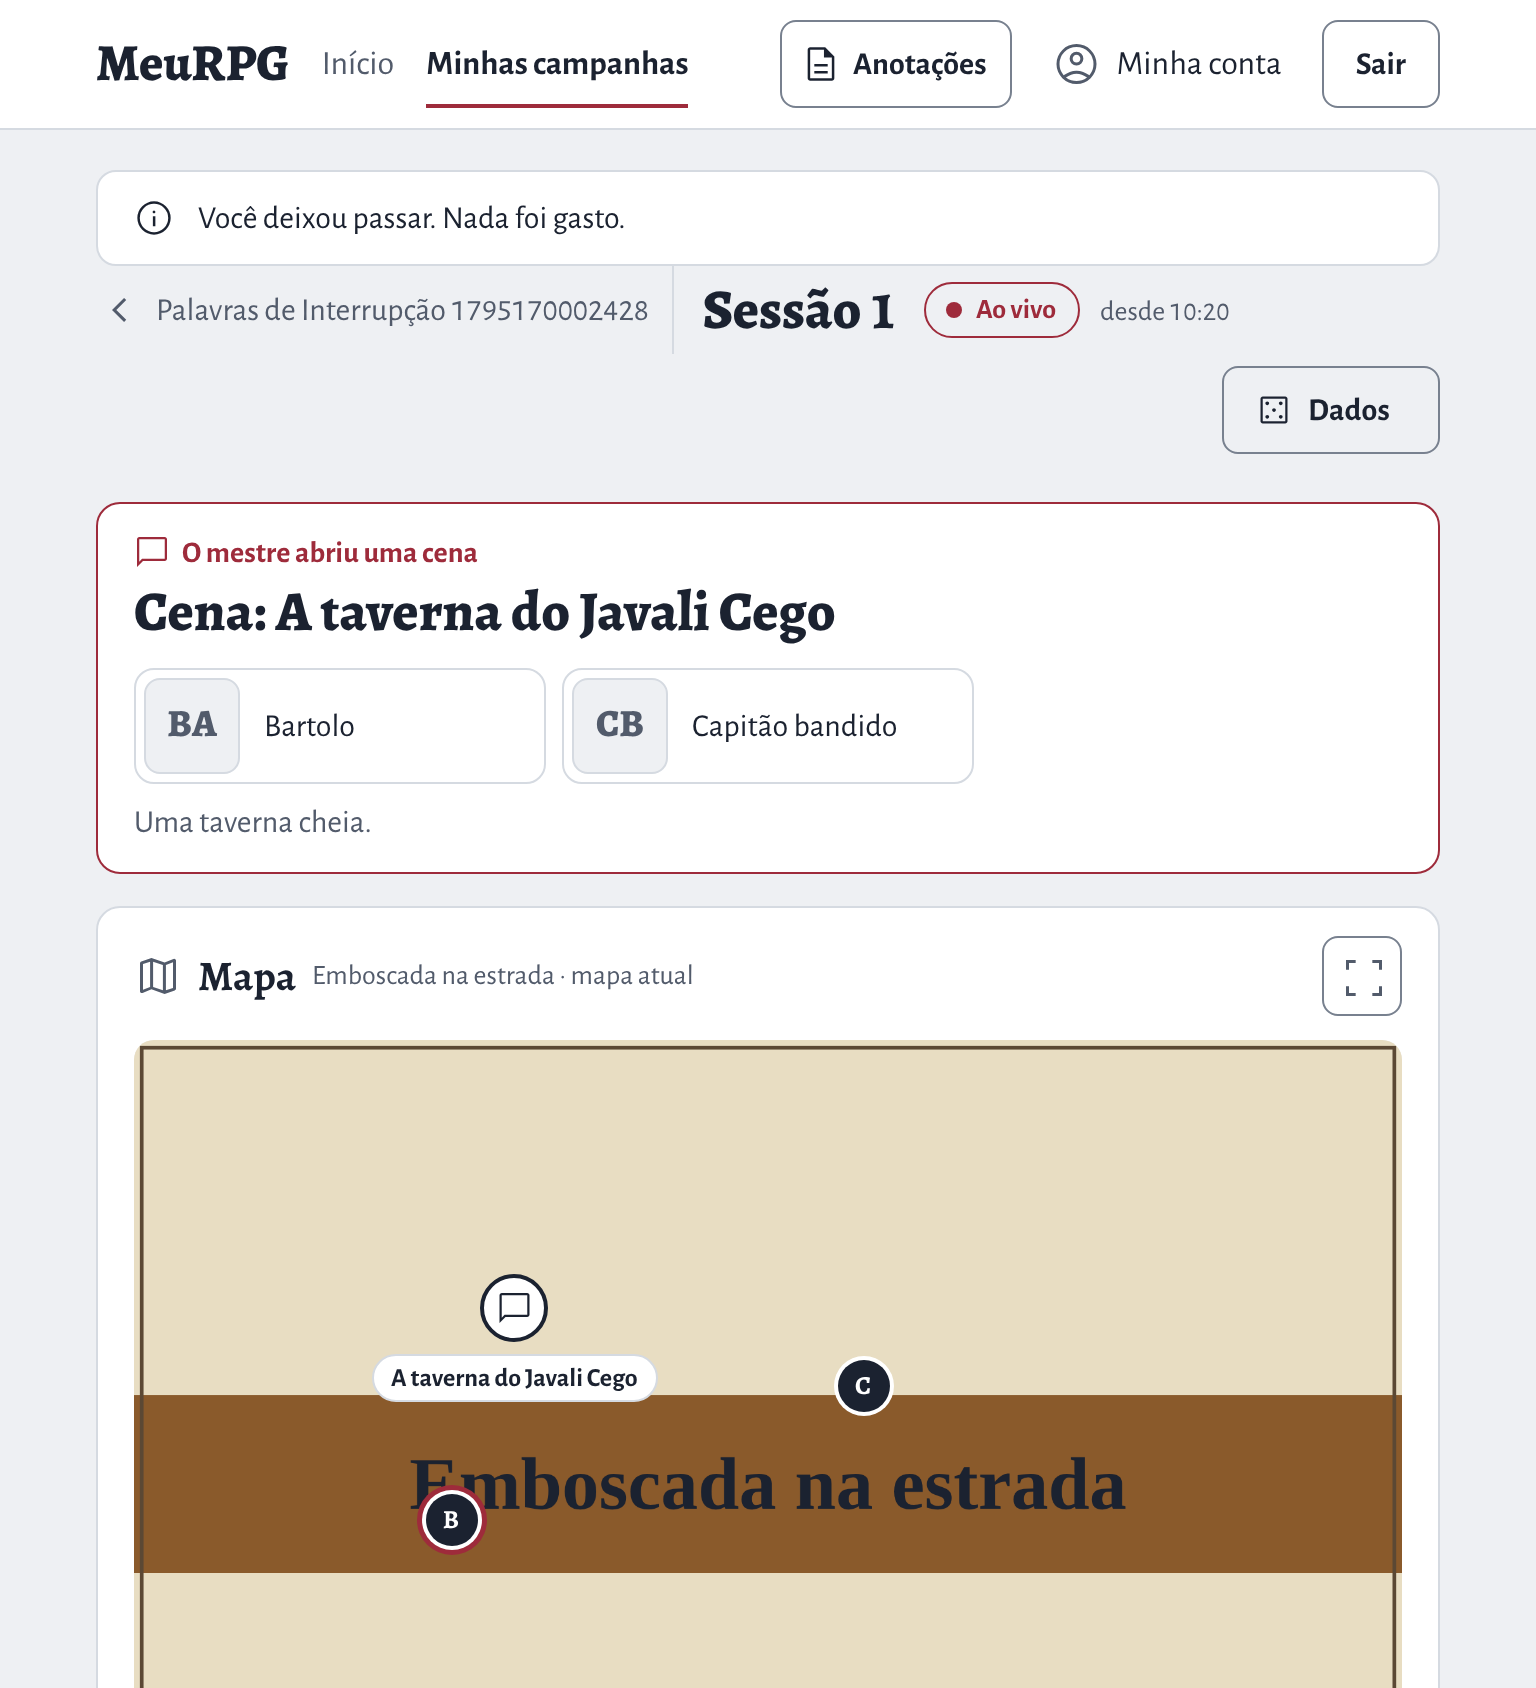 MeuRPG Início Minhas campanhas Anotações Minha conta Sair
Você deixou passar. Nada foi gasto.
Palavras de Interrupção 1795170002428 Sessão 1 Ao vivo desde 10:20
Dados
O mestre abriu uma cena
Cena: A taverna do Javali Cego
BA Bartolo CB Capitão bandido
Uma taverna cheia.
Mapa Emboscada na estrada · mapa atual
A taverna do Javali Cego
C
Emboscada na estrada
B